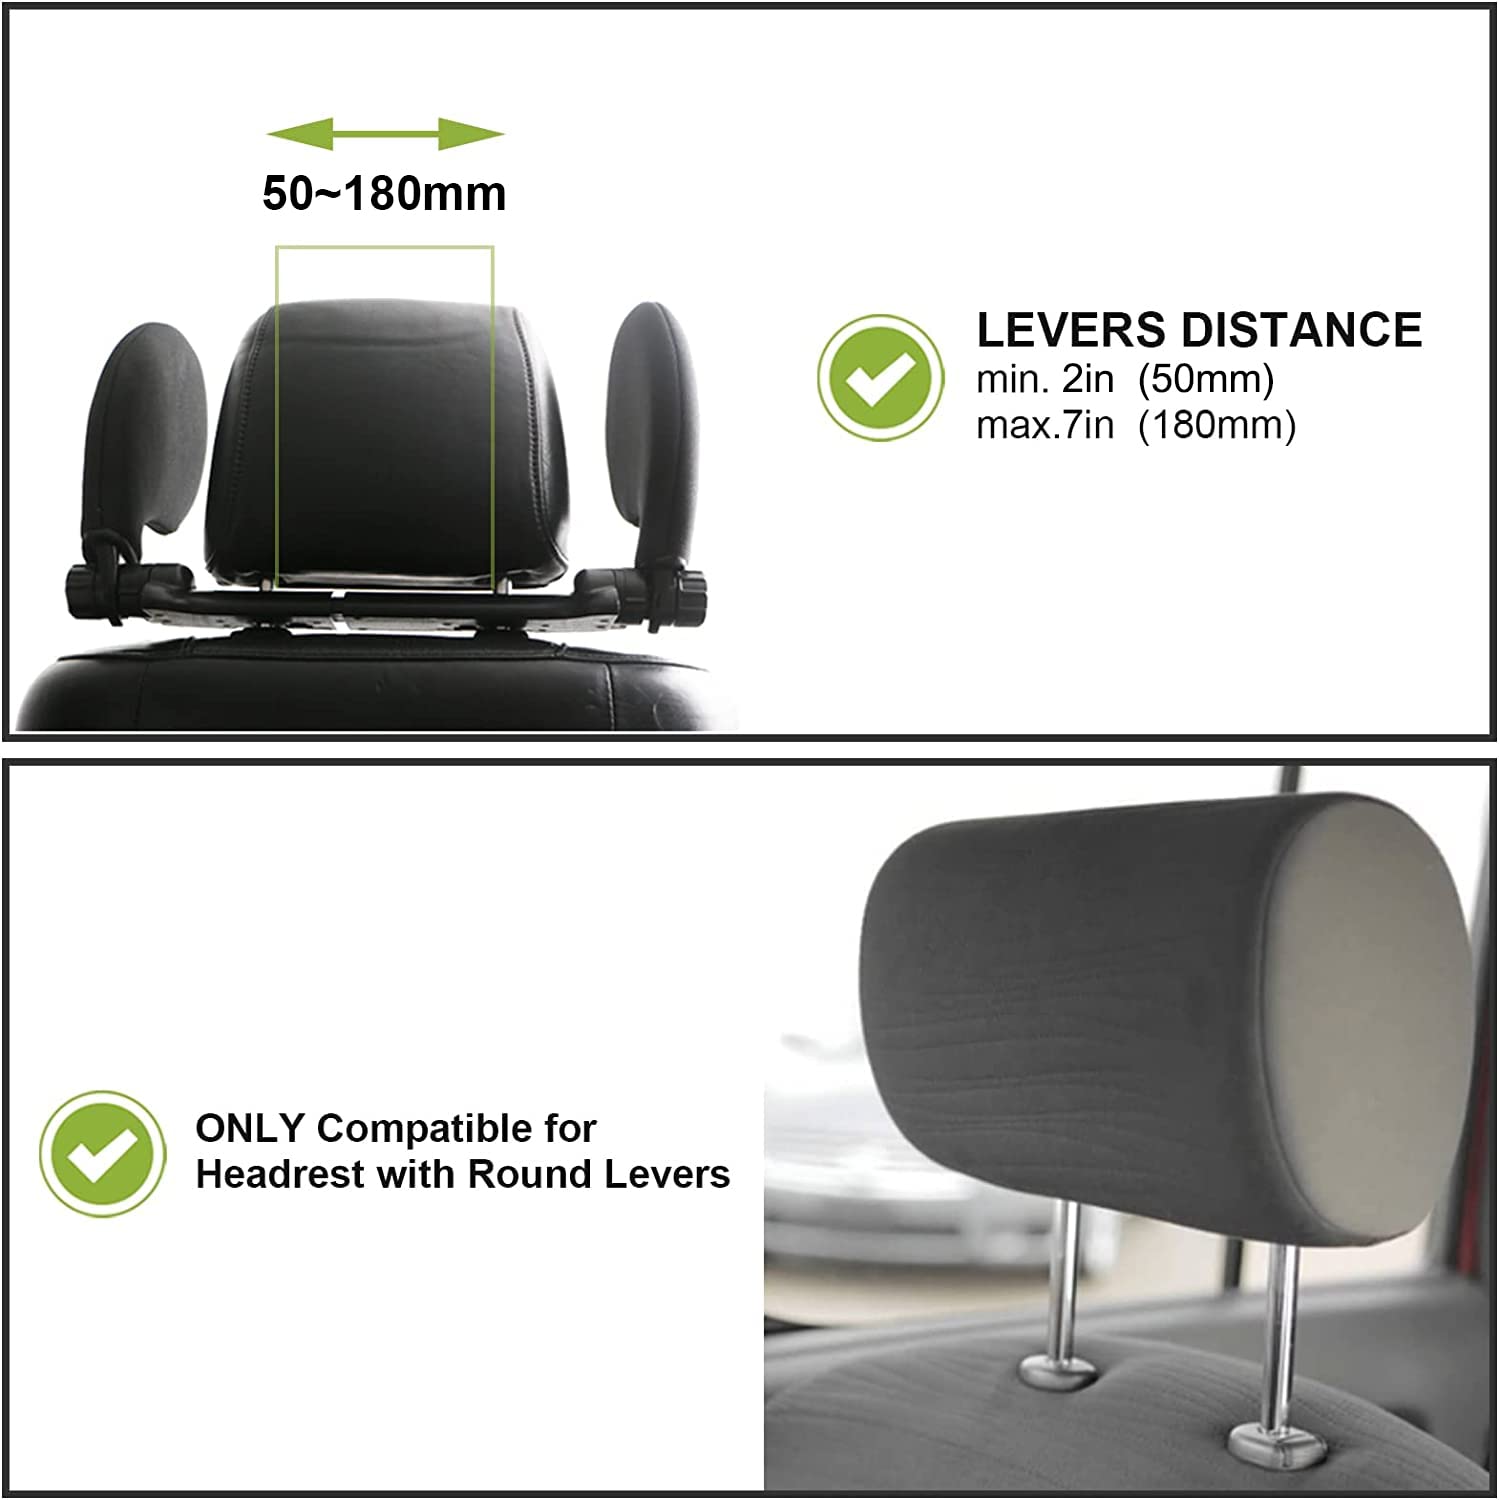 50~180mm
LEVERS DISTANCE
min. 2in (50mm)
max.7in (180mm)
ONLY Compatible for
Headrest with Round Levers